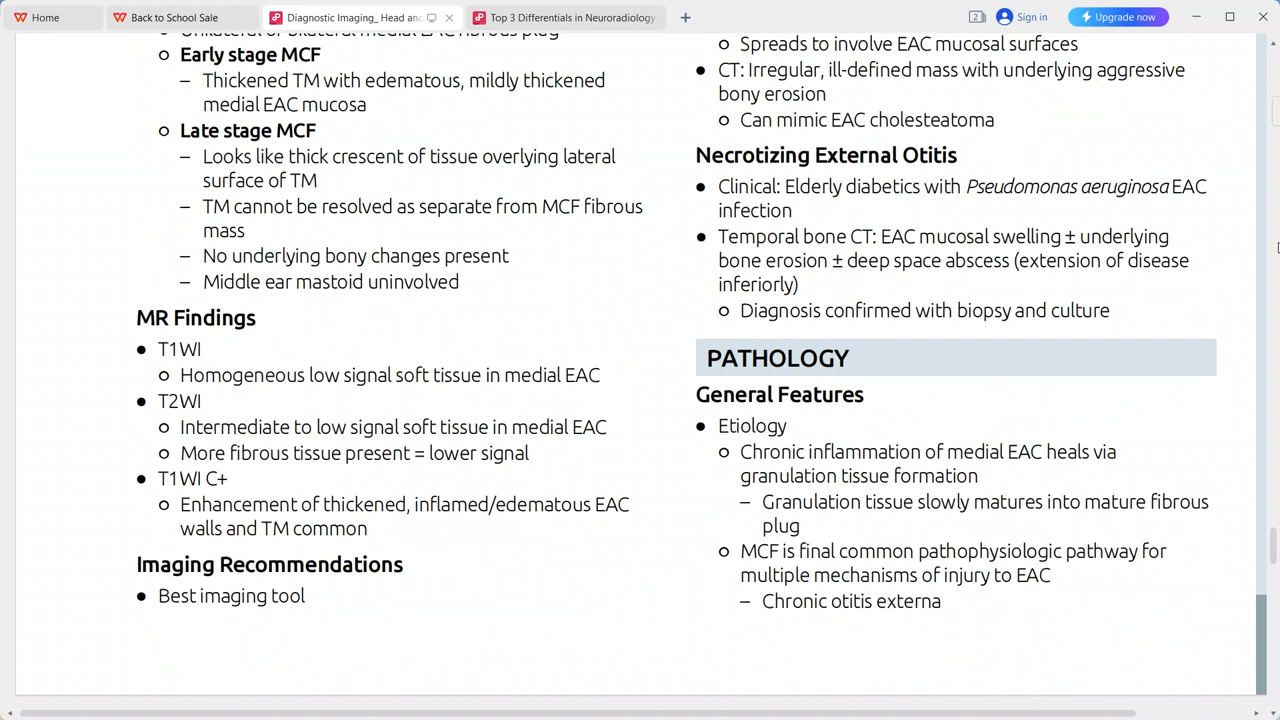 Home
Back to School Sale
Diagnostic Imaging_ Head and
Top 3 Differentials in Neuroradiology
2
Sign in
Upgrade now
Unilateral or bilateral medial EAC fibrous plug
Early stage MCF
– Thickened TM with edematous, mildly thickened
medial EAC mucosa
Late stage MCF
– Looks like thick crescent of tissue overlying lateral
surface of TM
– TM cannot be resolved as separate from MCF fibrous
mass
– No underlying bony changes present
– Middle ear mastoid uninvolved
MR Findings
● T1WI
○ Homogeneous low signal soft tissue in medial EAC
● T2WI
○ Intermediate to low signal soft tissue in medial EAC
○ More fibrous tissue present = lower signal
● T1WI C+
○ Enhancement of thickened, inflamed/edematous EAC
walls and TM common
Imaging Recommendations
● Best imaging tool
○ Spreads to involve EAC mucosal surfaces
● CT: Irregular, ill-defined mass with underlying aggressive
bony erosion
○ Can mimic EAC cholesteatoma
Necrotizing External Otitis
● Clinical: Elderly diabetics with Pseudomonas aeruginosa EAC
infection
● Temporal bone CT: EAC mucosal swelling ± underlying
bone erosion ± deep space abscess (extension of disease
inferiorly)
○ Diagnosis confirmed with biopsy and culture
PATHOLOGY
General Features
● Etiology
○ Chronic inflammation of medial EAC heals via
granulation tissue formation
– Granulation tissue slowly matures into mature fibrous
plug
○ MCF is final common pathophysiologic pathway for
multiple mechanisms of injury to EAC
– Chronic otitis externa